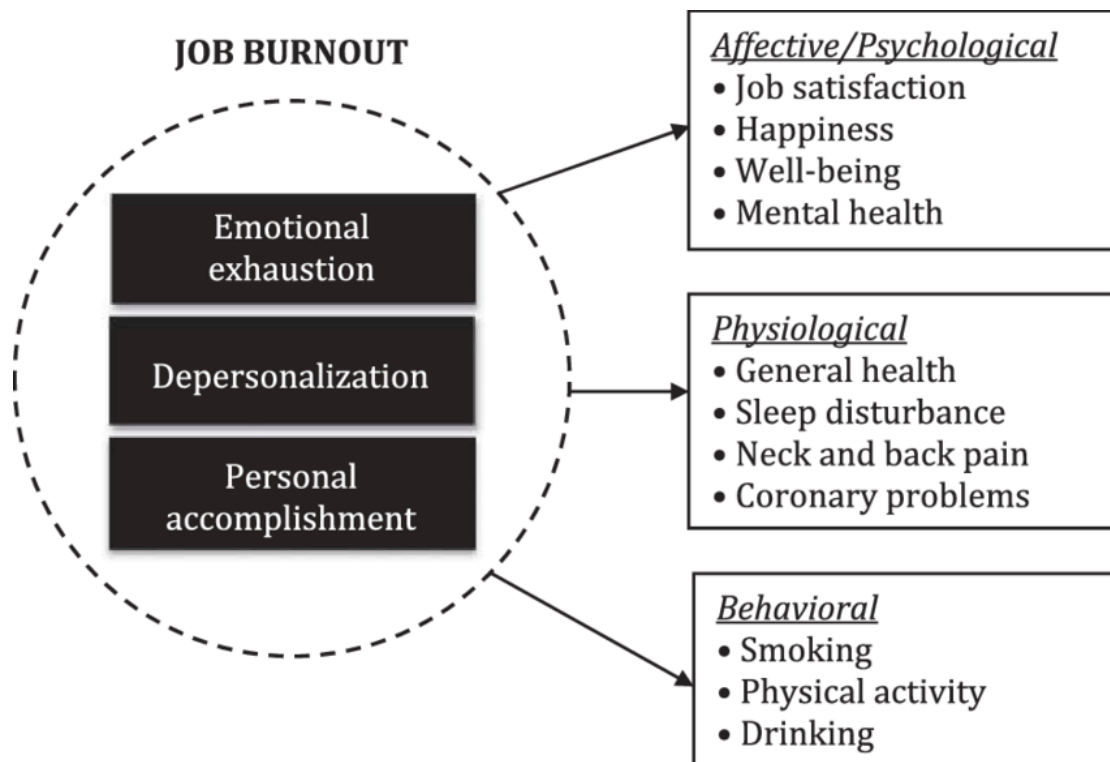 JOB BURNOUT
Emotional
exhaustion
Depersonalization
Personal
accomplishment
Affective/Psychological
• Job satisfaction
• Happiness
• Well-being
• Mental health
Physiological
• General health
• Sleep disturbance
• Neck and back pain
• Coronary problems
Behavioral
• Smoking
• Physical activity
• Drinking